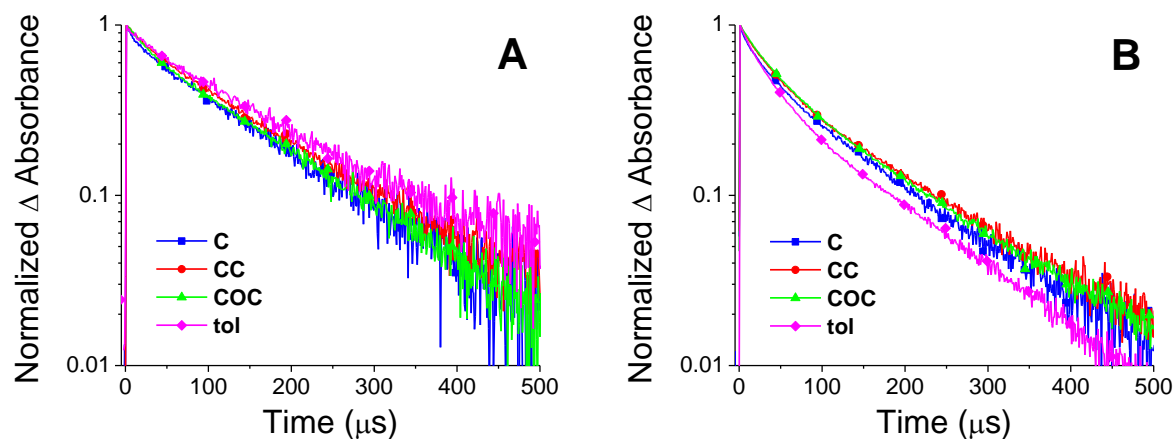 Normalized Δ Absorbance
1
0.1
0.01
A
C
CC
COC
tol
0 100 200 300 400 500
Time (μs)
Normalized Δ Absorbance
1
0.1
0.01
B
C
CC
COC
tol
0 100 200 300 400 500
Time (μs)